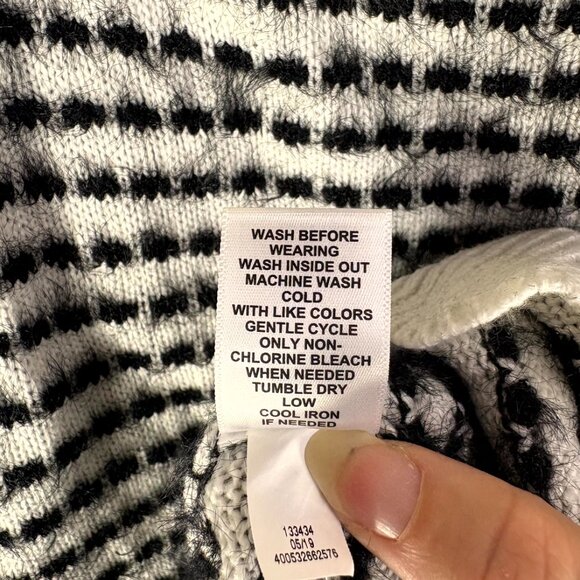 WASH BEFORE
WEARING
WASH INSIDE OUT
MACHINE WASH
COLD
WITH LIKE COLORS
GENTLE CYCLE
ONLY NON-
CHLORINE BLEACH
WHEN NEEDED
TUMBLE DRY
LOW
COOL IRON
IF NEEDED
133434
05/19
400532662576